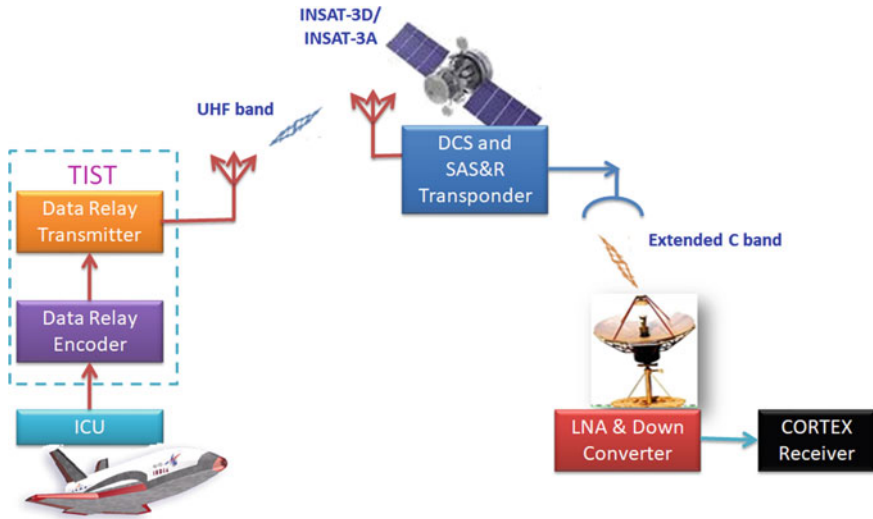 INSAT-3D/
INSAT-3A
UHF band
TIST
Data Relay
Transmitter
DCS and
SAS&R
Transponder
Extended C band
Data Relay
Encoder
ICU
LNA & Down
Converter
CORTEX
Receiver
INDIA